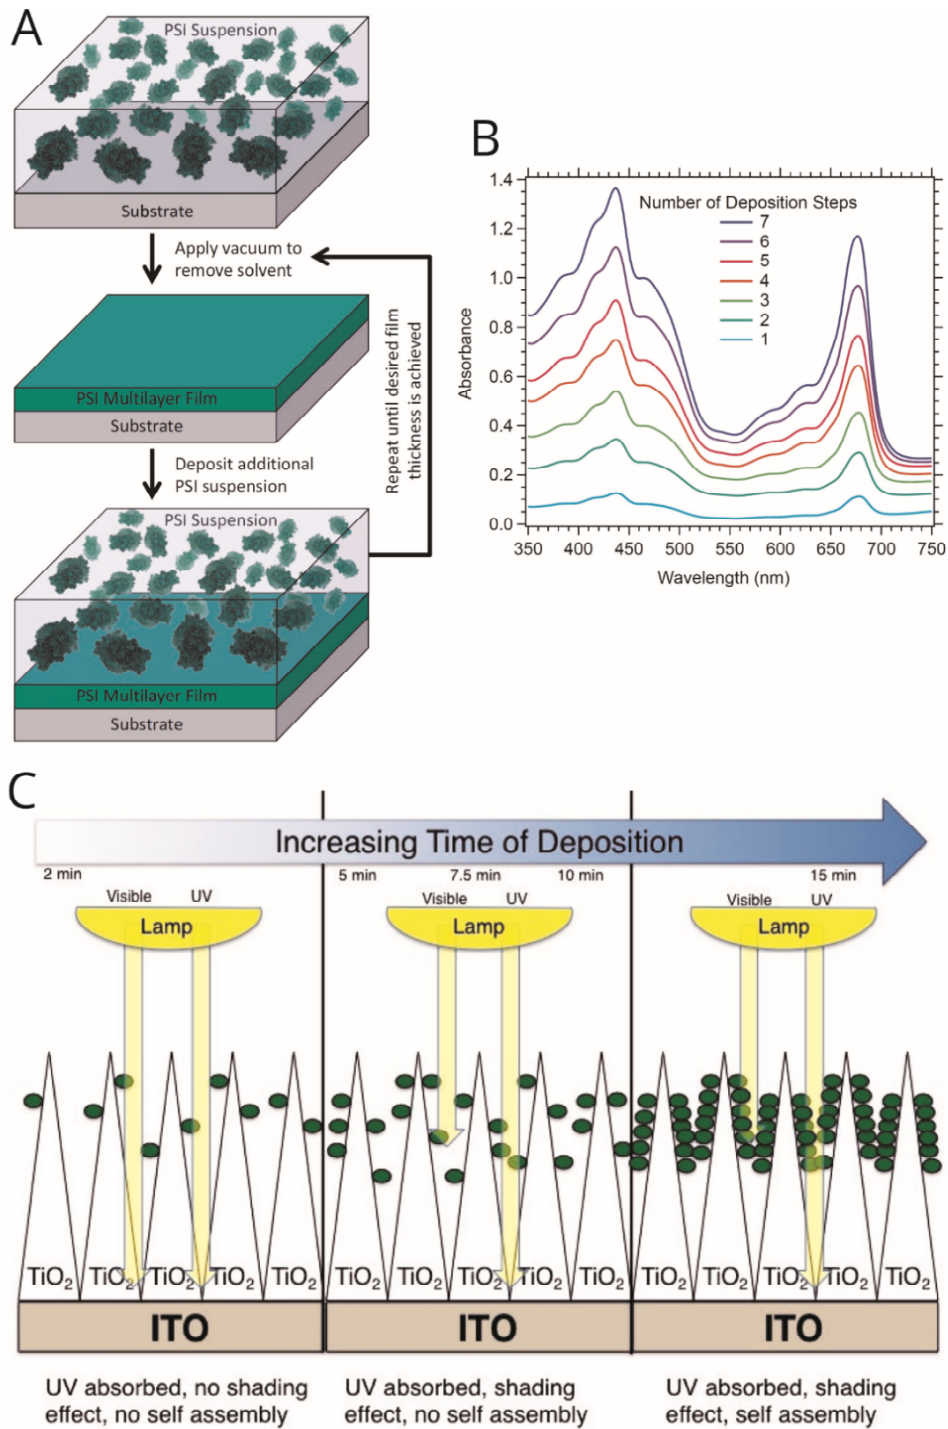 A
PSI Suspension
Substrate
Apply vacuum to
remove solvent
PSI Multilayer Film
Substrate
Repeat until desired film
thickness is achieved
Deposit additional
PSI suspension
PSI Suspension
PSI Multilayer Film
Substrate
B
Number of Deposition Steps
7
6
5
4
3
2
1
Absorbance
1.4
1.2
1.0
0.8
0.6
0.4
0.2
0.0
350 400 450 500 550 600 650 700 750
Wavelength (nm)
C
Increasing Time of Deposition
2 min 5 min 7.5 min 10 min 15 min
Visible UV Visible UV Visible UV
Lamp Lamp Lamp
TiO₂ TiO₂ TiO₂ TiO₂ TiO₂ TiO₂ TiO₂ TiO₂ TiO₂ TiO₂ TiO₂ TiO₂ TiO₂ TiO₂
ITO ITO ITO
UV absorbed, no shading
effect, no self assembly
UV absorbed, shading
effect, no self assembly
UV absorbed, shading
effect, self assembly